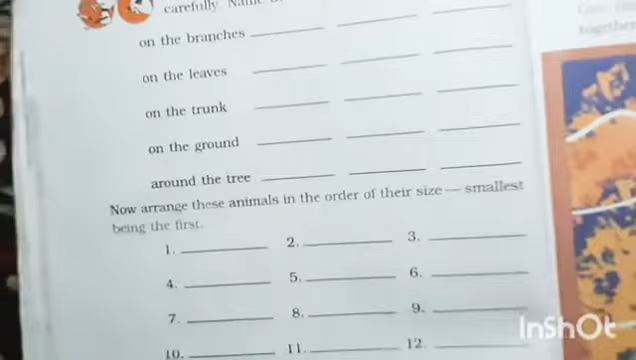 carefully.
on the branches
on the leaves
on the trunk
on the ground
around the tree
Now arrange these animals in the order of their size — smallest
being the first.
1. 2. 3.
4. 5. 6.
7. 8. 9.
10. 11. 12.
together
InShOt